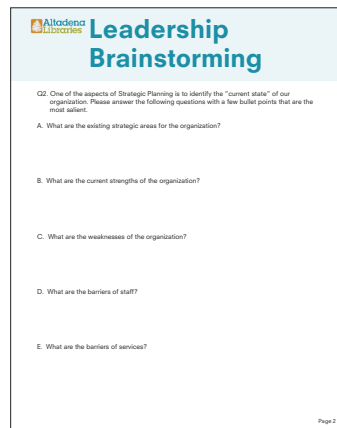 Altadena
Libraries
Leadership
Brainstorming
Q2. One of the aspects of Strategic Planning is to identify the "current state" of our
organization. Please answer the following questions with a few bullet points that are the
most salient.
A. What are the existing strategic areas for the organization?
B. What are the current strengths of the organization?
C. What are the weaknesses of the organization?
D. What are the barriers of staff?
E. What are the barriers of services?
Page 2